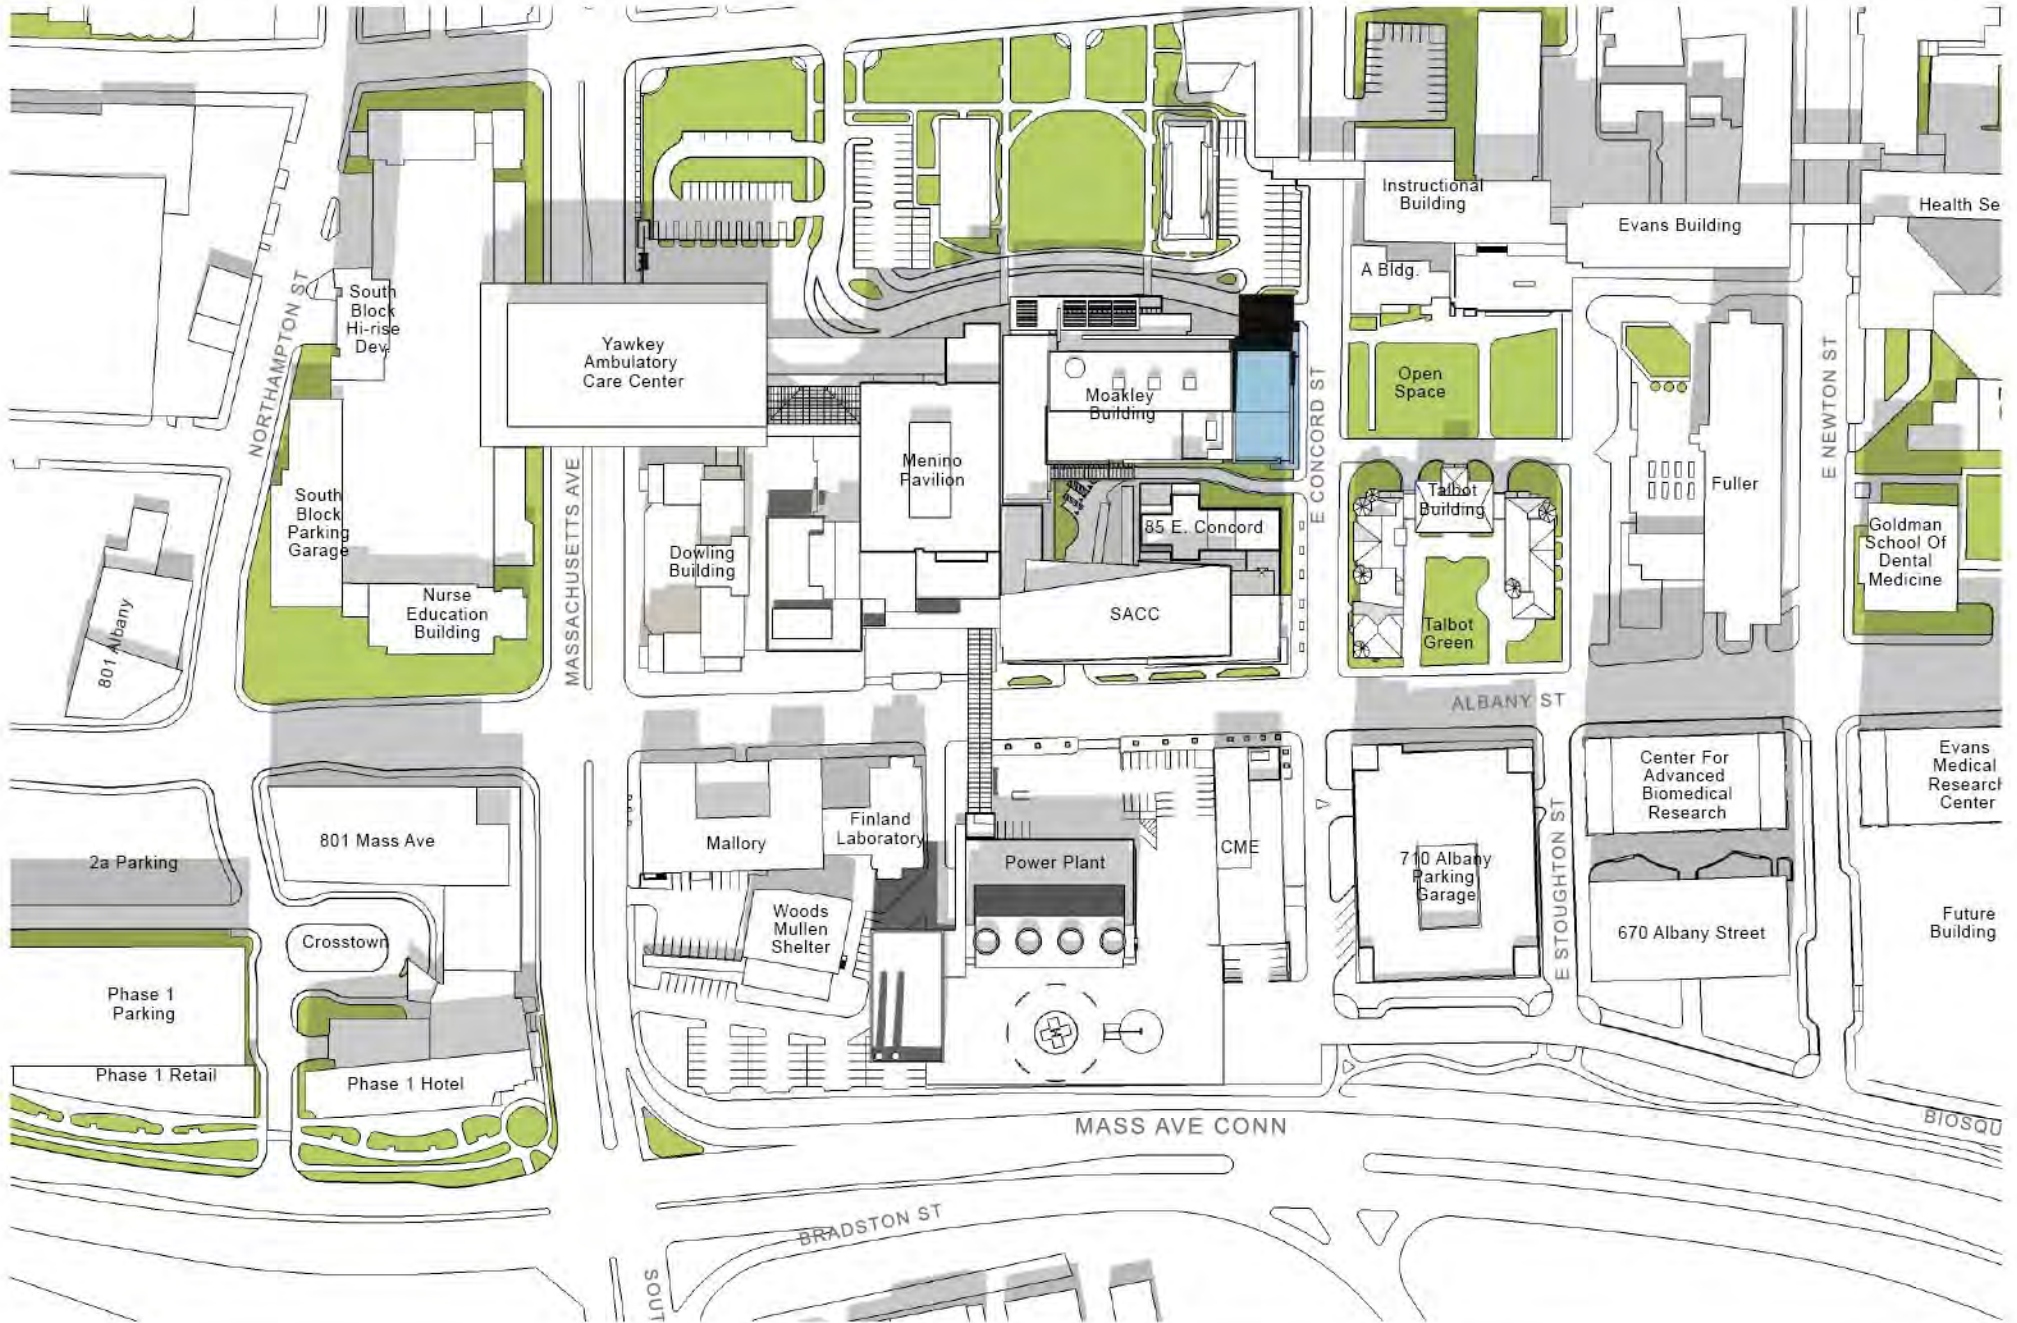 Instructional
Building
Evans Building
Health Se
A Bldg.
South
Block
Hi-rise
Dev.
NORTHAMPTON ST
Yawkey
Ambulatory
Care Center
Moakley
Building
E CONCORD ST
Open
Space
E NEWTON ST
Menino
Pavilion
South
Block
Parking
Garage
MASSACHUSETTS AVE
Dowling
Building
85 E. Concord
Talbot
Building
Fuller
Goldman
School Of
Dental
Medicine
Nurse
Education
Building
801 Albany
SACC
Talbot
Green
ALBANY ST
801 Mass Ave
2a Parking
Mallory
Finland
Laboratory
Power Plant
CME
710 Albany
Parking
Garage
E STOUGHTON ST
Center For
Advanced
Biomedical
Research
Evans
Medical
Research
Center
Woods
Mullen
Shelter
Crosstown
670 Albany Street
Future
Building
Phase 1
Parking
Phase 1 Retail
Phase 1 Hotel
MASS AVE CONN
BIOSQU
BRADSTON ST
SOUT